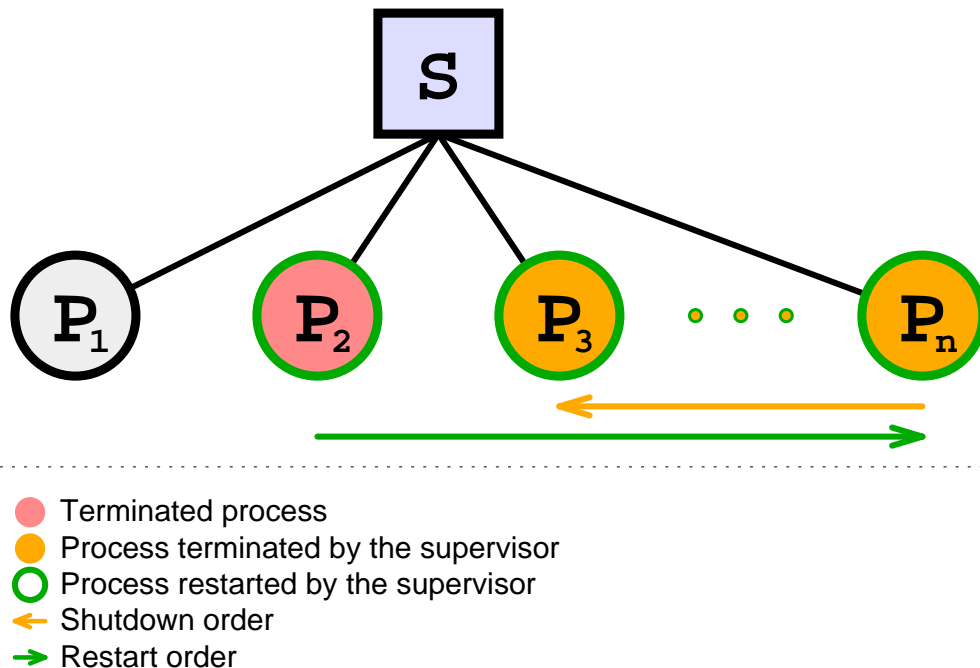 S
P1 P2 P3 Pn
Terminated process
Process terminated by the supervisor
Process restarted by the supervisor
Shutdown order
Restart order